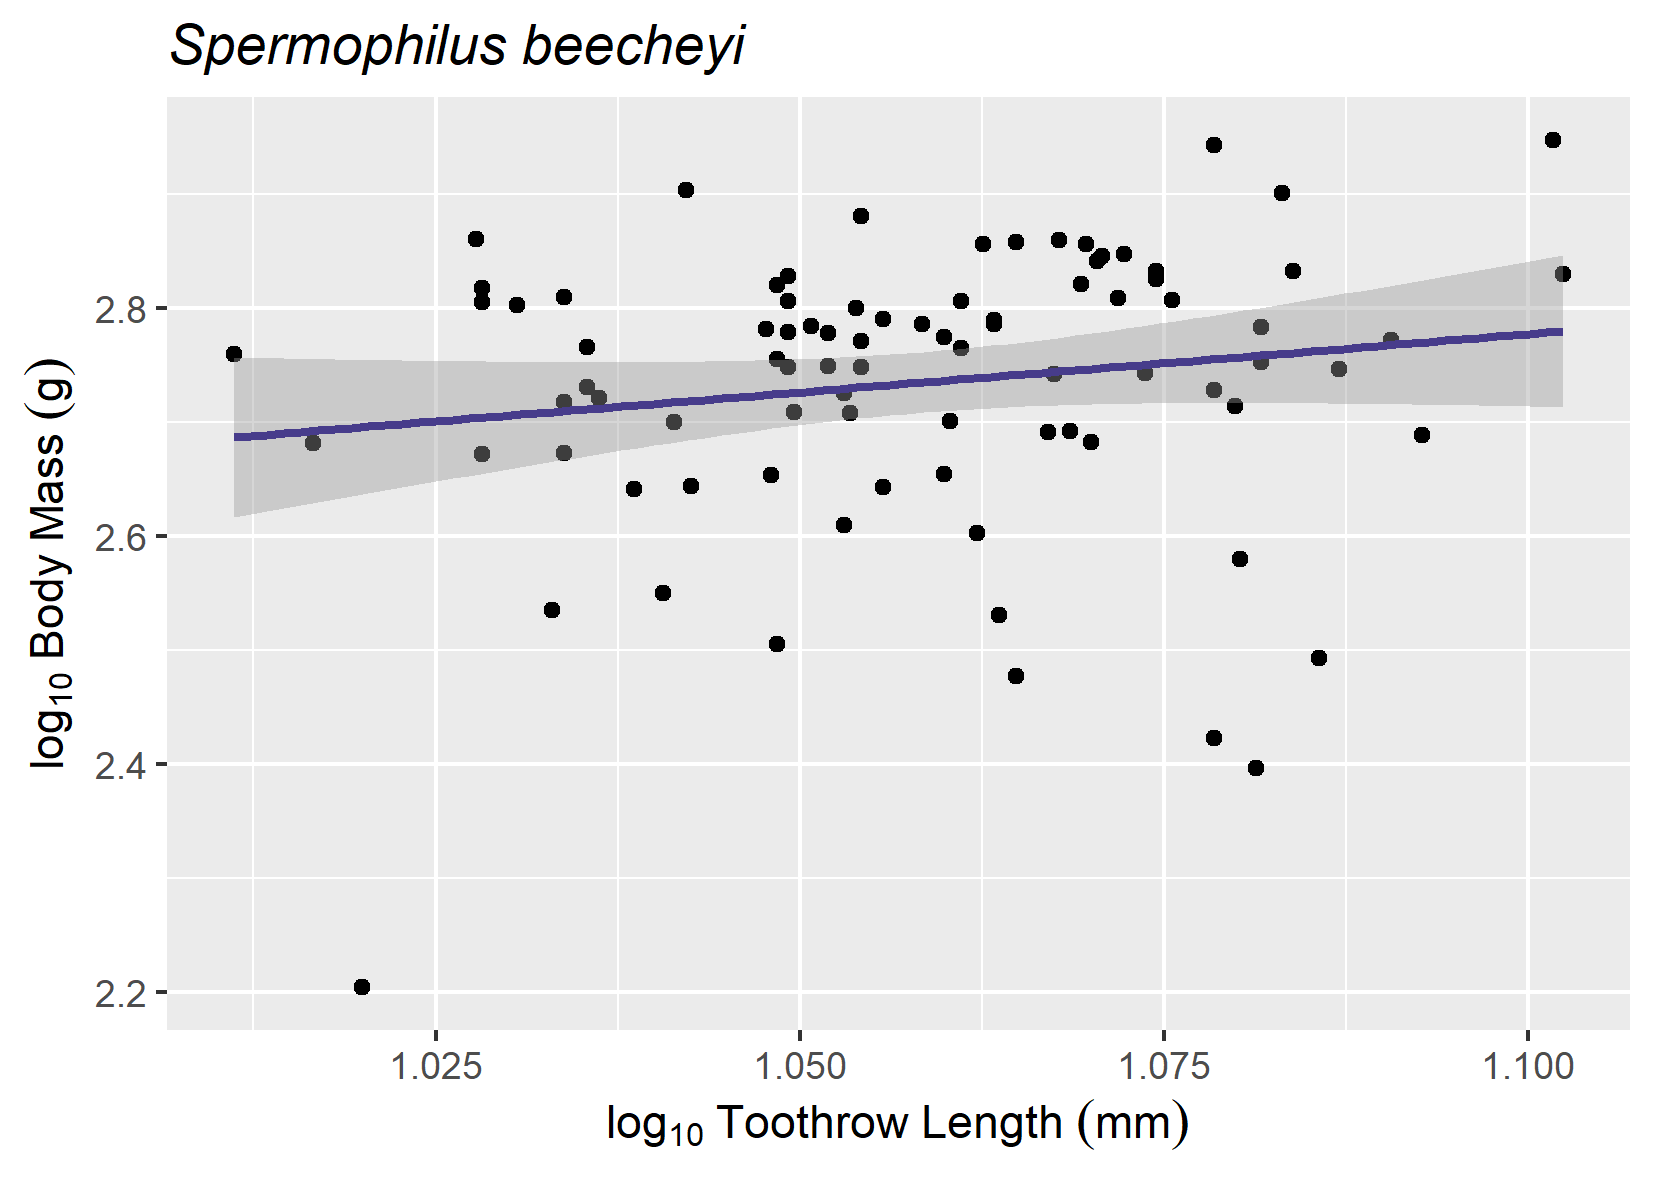 Spermophilus beecheyi
log₁₀ Body Mass (g)
2.8
2.6
2.4
2.2
1.025 1.050 1.075 1.100
log₁₀ Toothrow Length (mm)